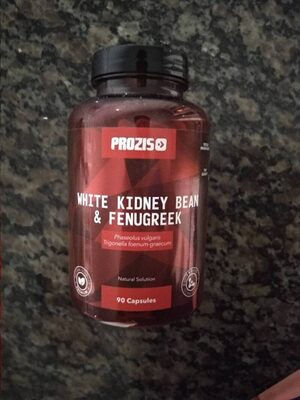 PROZIS
WHITE KIDNEY BEAN
& FENUGREEK
Phaseolus vulgaris
Trigonella foenum-graecum
Natural Solution
90 Capsules